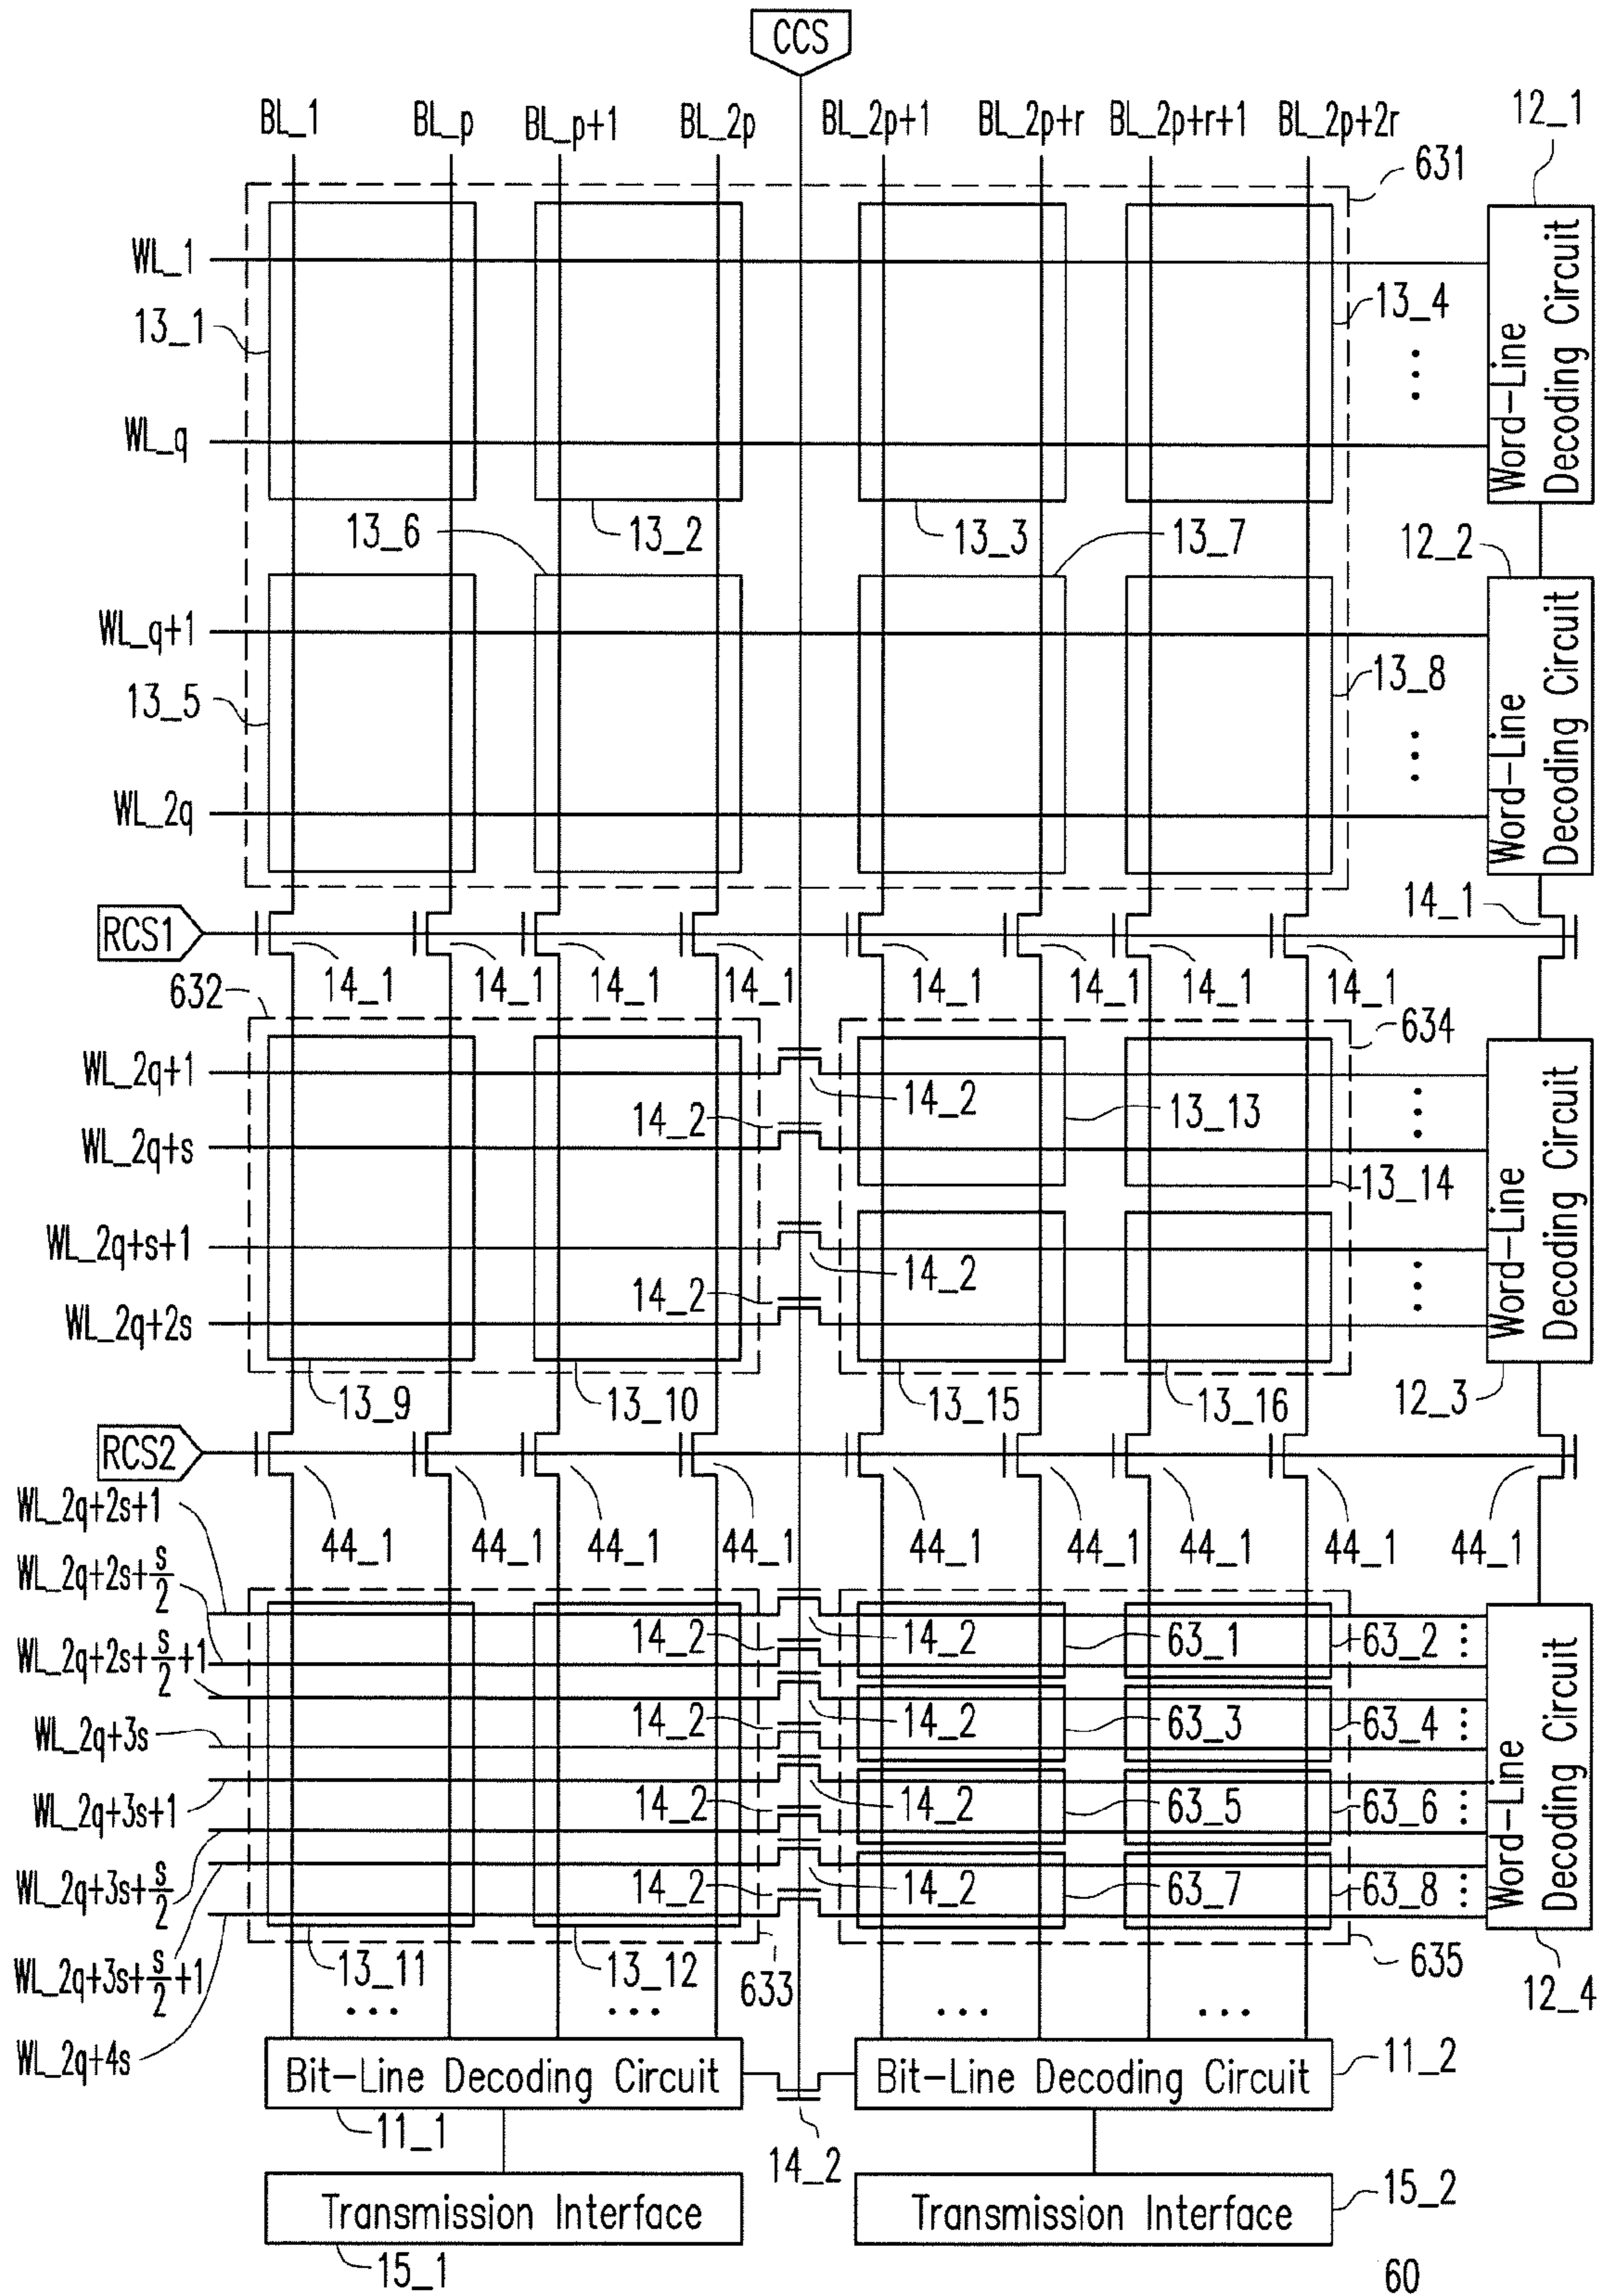 CCS
BL_1 BL_p BL_p+1 BL_2p BL_2p+1 BL_2p+r BL_2p+r+1 BL_2p+2r
12_1
631
WL_1
Word-Line
Decoding Circuit
13_1
13_4
WL_q
13_6 13_2 13_3 13_7
12_2
WL_q+1
Word-Line
Decoding Circuit
13_5
13_8
WL_2q
14_1
RCS1
14_1 14_1 14_1 14_1 14_1 14_1 14_1 14_1
632
634
WL_2q+1
14_2
13_13
Word-Line
Decoding Circuit
14_2
WL_2q+s
13_14
WL_2q+s+1
14_2
14_2
WL_2q+2s
13_9 13_10 13_15 13_16
12_3
RCS2
WL_2q+2s+1
44_1 44_1 44_1 44_1 44_1 44_1 44_1 44_1 44_1
WL_2q+2s+s/2
14_2 14_2 63_1 63_2
WL_2q+2s+s/2+1
Word-Line
Decoding Circuit
WL_2q+3s
14_2 14_2 63_3 63_4
WL_2q+3s+1
14_2 14_2 63_5 63_6
WL_2q+3s+s/2
14_2 14_2 63_7 63_8
WL_2q+3s+s/2+1
13_11 13_12 633 635
12_4
WL_2q+4s
Bit-Line Decoding Circuit Bit-Line Decoding Circuit
11_2
11_1
14_2
Transmission Interface Transmission Interface
15_2
15_1
60